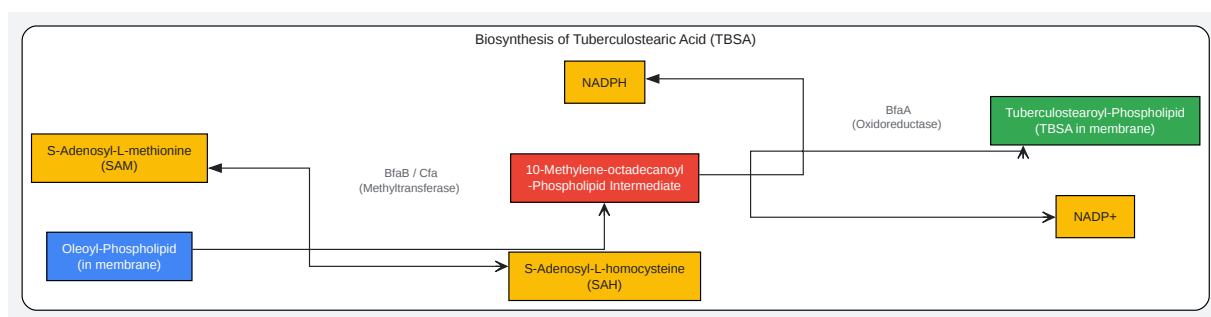 Biosynthesis of Tuberculostearic Acid (TBSA)
NADPH
BfaA
(Oxidoreductase)
Tuberculostearoyl-Phospholipid
(TBSA in membrane)
S-Adenosyl-L-methionine
(SAM)
BfaB / Cfa
(Methyltransferase)
10-Methylene-octadecanoyl
-Phospholipid Intermediate
NADP+
Oleoyl-Phospholipid
(in membrane)
S-Adenosyl-L-homocysteine
(SAH)